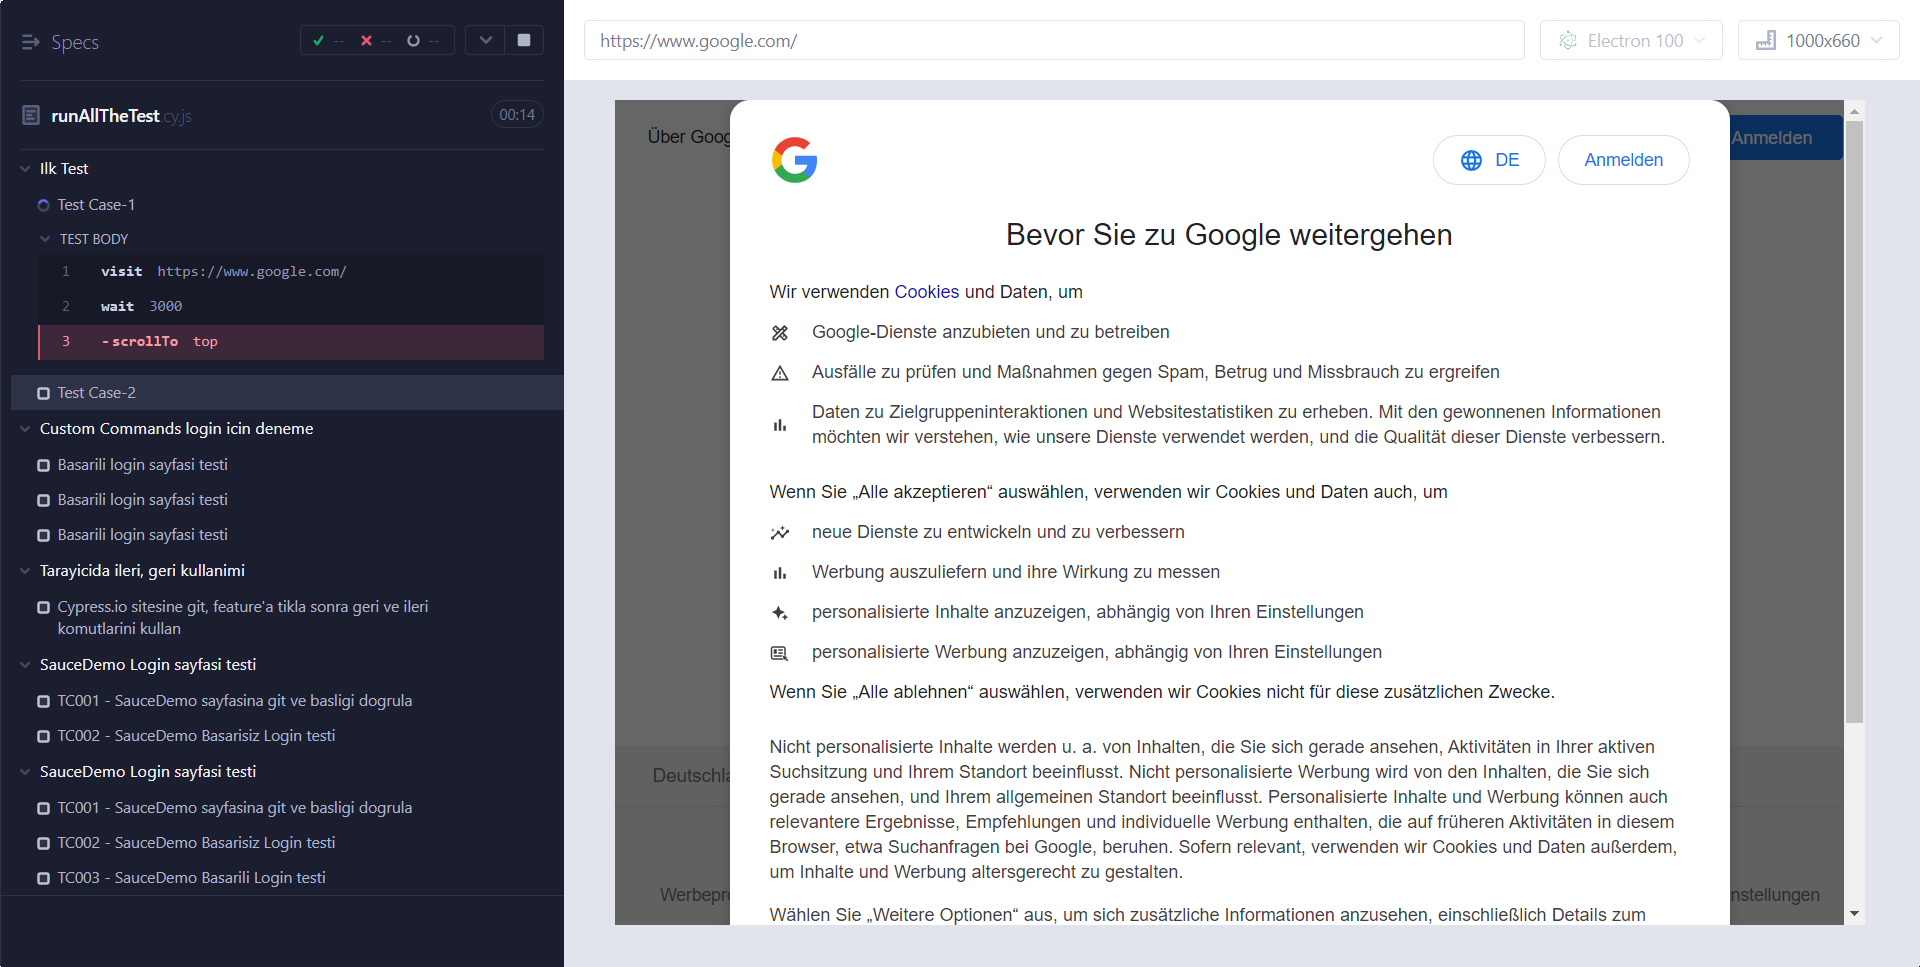 Specs
--
--
--
runAllTheTest.cy.js
00:14
Ilk Test
Test Case-1
TEST BODY
1 visit https://www.google.com/
2 wait 3000
3 -scrollTo top
Test Case-2
Custom Commands login icin deneme
Basarili login sayfasi testi
Basarili login sayfasi testi
Basarili login sayfasi testi
Tarayicida ileri, geri kullanimi
Cypress.io sitesine git, feature'a tikla sonra geri ve ileri
komutlarini kullan
SauceDemo Login sayfasi testi
TC001 - SauceDemo sayfasina git ve basligi dogrula
TC002 - SauceDemo Basarisiz Login testi
SauceDemo Login sayfasi testi
TC001 - SauceDemo sayfasina git ve basligi dogrula
TC002 - SauceDemo Basarisiz Login testi
TC003 - SauceDemo Basarili Login testi
https://www.google.com/
Electron 100
1000x660
Über Goog
Anmelden
DE
Anmelden
Bevor Sie zu Google weitergehen
Wir verwenden Cookies und Daten, um
Google-Dienste anzubieten und zu betreiben
Ausfälle zu prüfen und Maßnahmen gegen Spam, Betrug und Missbrauch zu ergreifen
Daten zu Zielgruppeninteraktionen und Websitestatistiken zu erheben. Mit den gewonnenen Informationen
möchten wir verstehen, wie unsere Dienste verwendet werden, und die Qualität dieser Dienste verbessern.
Wenn Sie „Alle akzeptieren“ auswählen, verwenden wir Cookies und Daten auch, um
neue Dienste zu entwickeln und zu verbessern
Werbung auszuliefern und ihre Wirkung zu messen
personalisierte Inhalte anzuzeigen, abhängig von Ihren Einstellungen
personalisierte Werbung anzuzeigen, abhängig von Ihren Einstellungen
Wenn Sie „Alle ablehnen“ auswählen, verwenden wir Cookies nicht für diese zusätzlichen Zwecke.
Nicht personalisierte Inhalte werden u. a. von Inhalten, die Sie sich gerade ansehen, Aktivitäten in Ihrer aktiven
Suchsitzung und Ihrem Standort beeinflusst. Nicht personalisierte Werbung wird von den Inhalten, die Sie sich
gerade ansehen, und Ihrem allgemeinen Standort beeinflusst. Personalisierte Inhalte und Werbung können auch
relevantere Ergebnisse, Empfehlungen und individuelle Werbung enthalten, die auf früheren Aktivitäten in diesem
Browser, etwa Suchanfragen bei Google, beruhen. Sofern relevant, verwenden wir Cookies und Daten außerdem,
um Inhalte und Werbung altersgerecht zu gestalten.
Wählen Sie „Weitere Optionen“ aus, um sich zusätzliche Informationen anzusehen, einschließlich Details zum
Deutschla
Werbepro
nstellungen